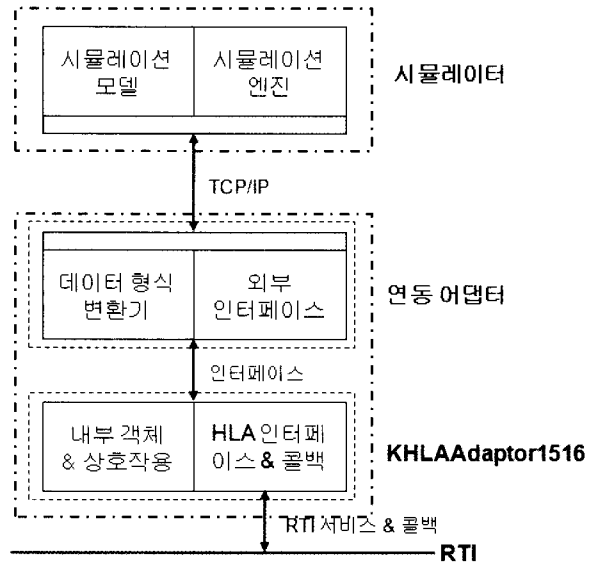 시뮬레이션
모델
시뮬레이션
엔진
시뮬레이터
TCP/IP
데이터 형식
변환기
외부
인터페이스
연동 어댑터
인터페이스
내부 객체
& 상호작용
HLA 인터페
이스 & 콜백
KHLAAdaptor1516
RTI 서비스 & 콜백
RTI